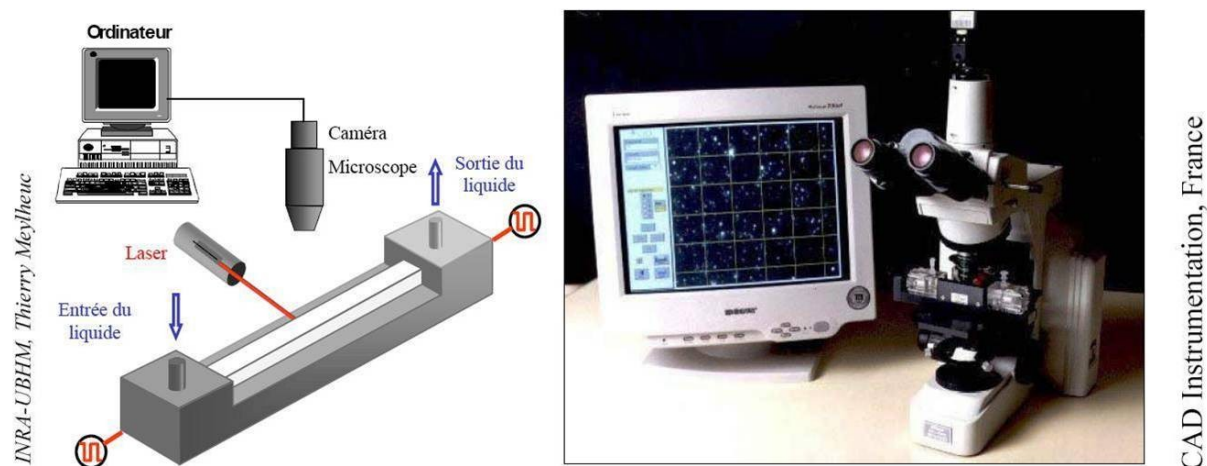 Ordinateur
Caméra
Microscope
Sortie du
liquide
Laser
Entrée du
liquide
INRA-UBHM, Thierry Meylheuc
CAD Instrumentation, France